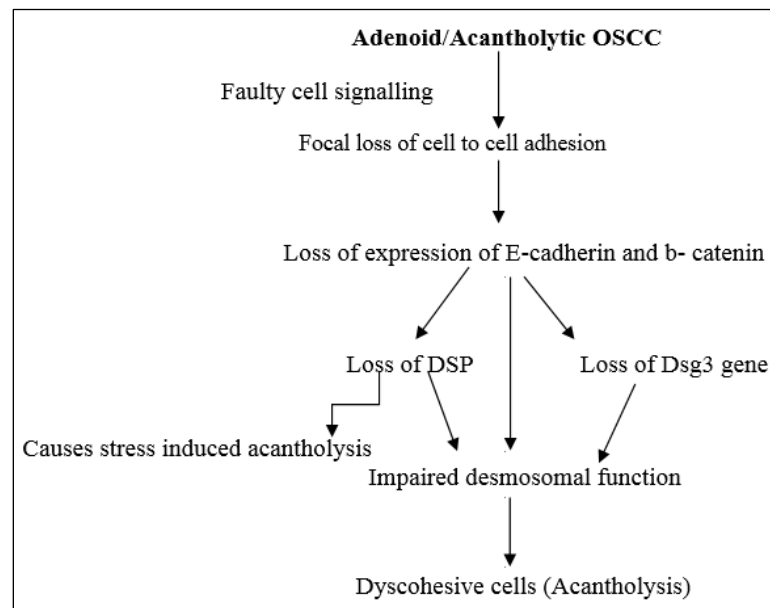 Adenoid/Acantholytic OSCC
Faulty cell signalling
Focal loss of cell to cell adhesion
Loss of expression of E-cadherin and b- catenin
Loss of DSP
Loss of Dsg3 gene
Causes stress induced acantholysis
Impaired desmosomal function
Dyscohesive cells (Acantholysis)